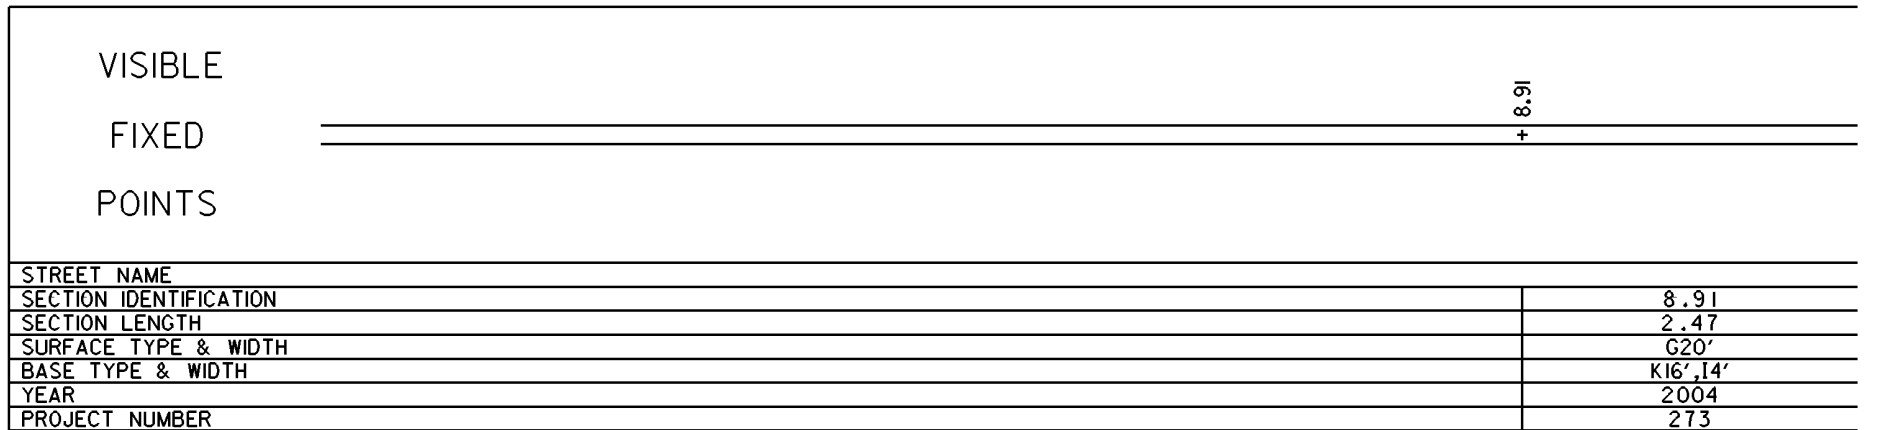 VISIBLE
FIXED
POINTS
8.91
+
STREET NAME
SECTION IDENTIFICATION 8.91
SECTION LENGTH 2.47
SURFACE TYPE & WIDTH G20'
BASE TYPE & WIDTH K16',I4'
YEAR 2004
PROJECT NUMBER 273